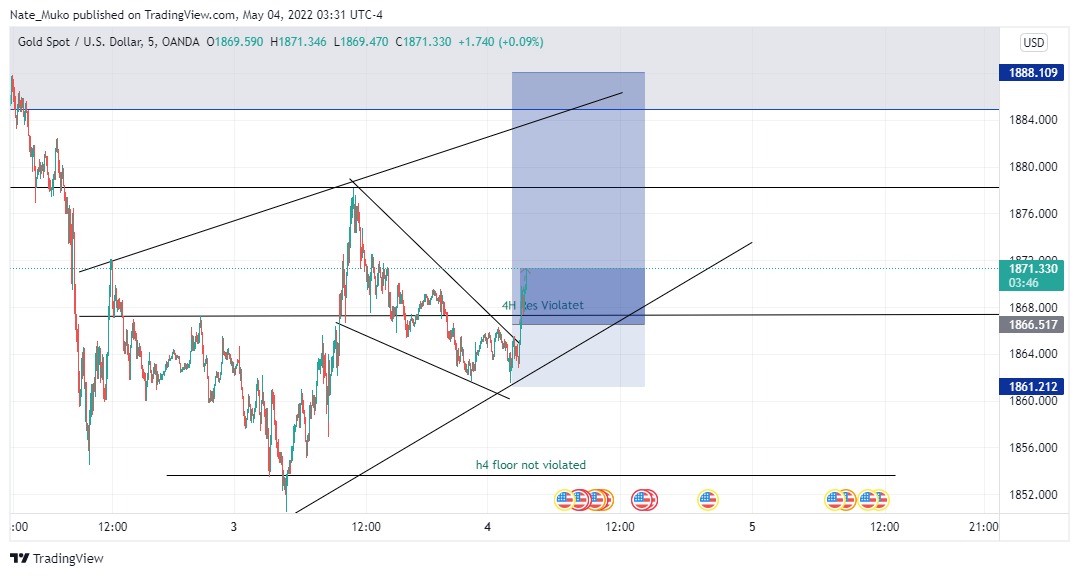 Nate_Muko published on TradingView.com, May 04, 2022 03:31 UTC-4
Gold Spot / U.S. Dollar, 5, OANDA O1869.590 H1871.346 L1869.470 C1871.330 +1.740 (+0.09%)
USD
1888.109
1884.000
1880.000
1876.000
1872.000
1871.330
03:46
4H Res Violatet
1868.000
1866.517
1864.000
1861.212
1860.000
1856.000
h4 floor not violated
1852.000
:00 12:00 3 12:00 4 12:00 5 12:00 21:00
TradingView